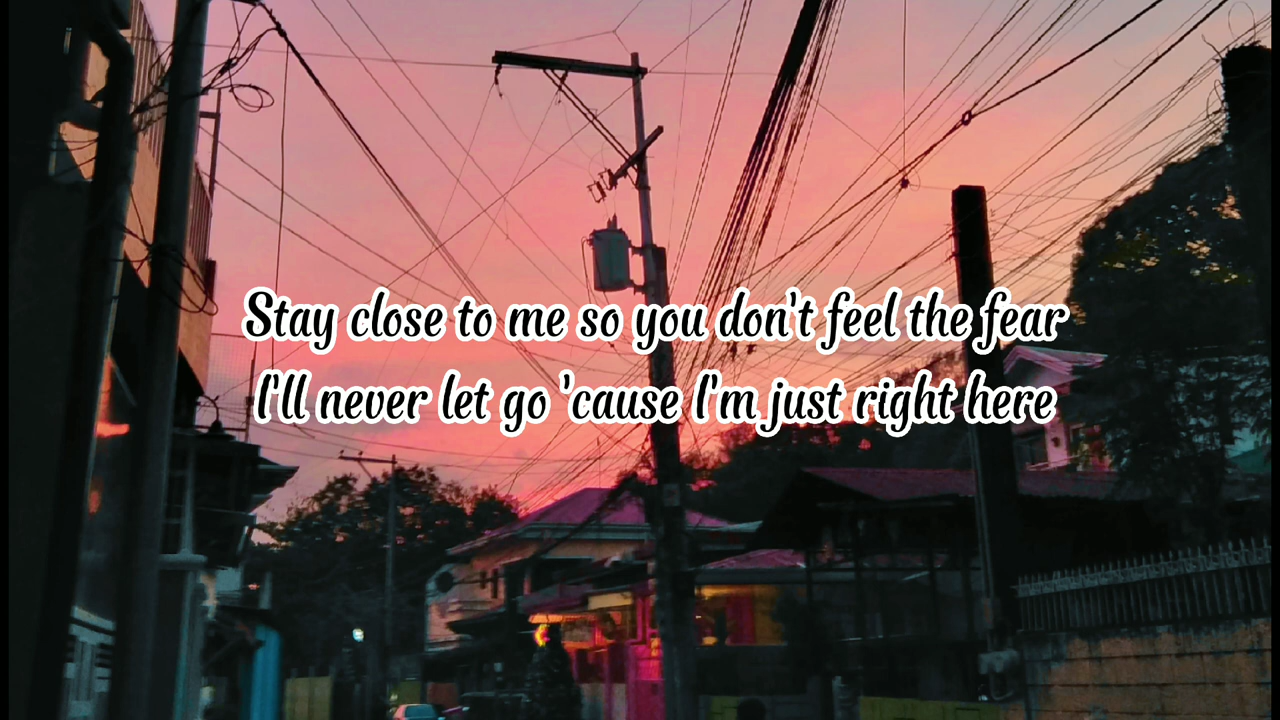 Stay close to me so you don't feel the fear
I'll never let go 'cause I'm just right here